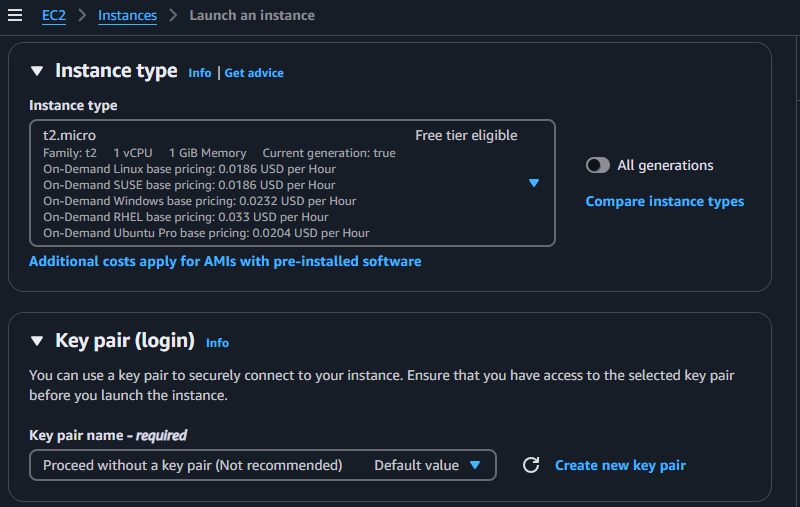 EC2 > Instances > Launch an instance
Instance type Info | Get advice
Instance type
t2.micro Free tier eligible
Family: t2 1 vCPU 1 GiB Memory Current generation: true
On-Demand Linux base pricing: 0.0186 USD per Hour
On-Demand SUSE base pricing: 0.0186 USD per Hour
On-Demand Windows base pricing: 0.0232 USD per Hour
On-Demand RHEL base pricing: 0.033 USD per Hour
On-Demand Ubuntu Pro base pricing: 0.0204 USD per Hour
All generations
Compare instance types
Additional costs apply for AMIs with pre-installed software
Key pair (login) Info
You can use a key pair to securely connect to your instance. Ensure that you have access to the selected key pair
before you launch the instance.
Key pair name - required
Proceed without a key pair (Not recommended) Default value
Create new key pair